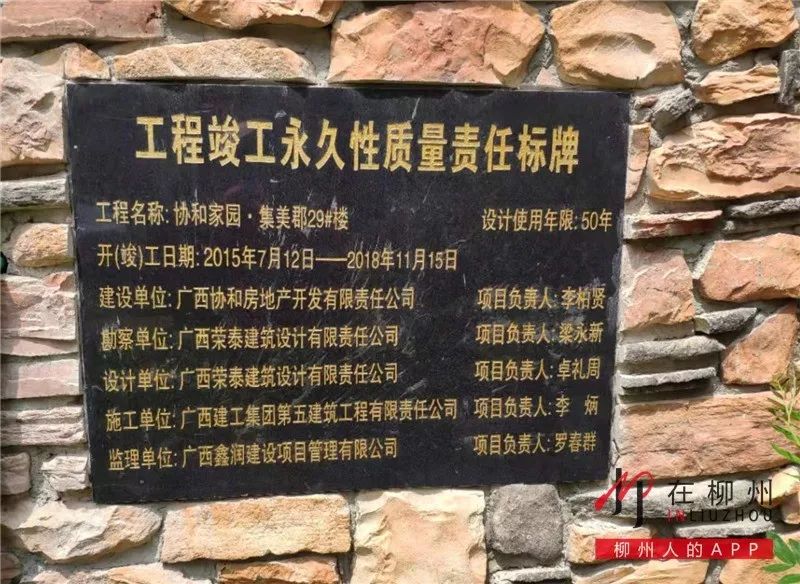 工程竣工永久性质量责任标牌
工程名称: 协和家园·集美郡29#楼 设计使用年限: 50年
开(竣)工日期: 2015年7月12日——2018年11月15日
建设单位: 广西协和房地产开发有限责任公司 项目负责人: 李柏贤
勘察单位: 广西荣泰建筑设计有限责任公司 项目负责人: 梁永新
设计单位: 广西荣泰建筑设计有限责任公司 项目负责人: 卓礼周
施工单位: 广西建工集团第五建筑工程有限责任公司 项目负责人: 李 炳
监理单位: 广西鑫润建设项目管理有限公司 项目负责人: 罗春群
在柳州
INLIUZHOU
柳州人的APP